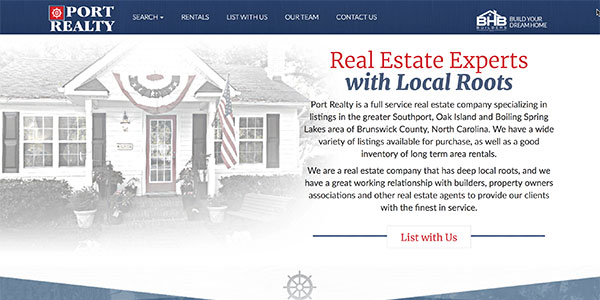 PORT
REALTY
SEARCH
RENTALS
LIST WITH US
OUR TEAM
CONTACT US
BHB
BUILDERS
BUILD YOUR
DREAM HOME
Real Estate Experts
with Local Roots
Port Realty is a full service real estate company specializing in
listings in the greater Southport, Oak Island and Boiling Spring
Lakes area of Brunswick County, North Carolina. We have a wide
variety of listings available for purchase, as well as a good
inventory of long term area rentals.
We are a real estate company that has deep local roots, and we
have a great working relationship with builders, property owners
associations and other real estate agents to provide our clients
with the finest in service.
List with Us